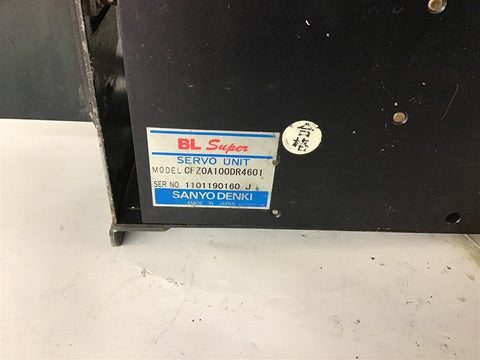 BL Super
SERVO UNIT
MODEL CFZ0A100DR4601
SER NO 1101190160 J
SANYO DENKI
MADE IN JAPAN
合格